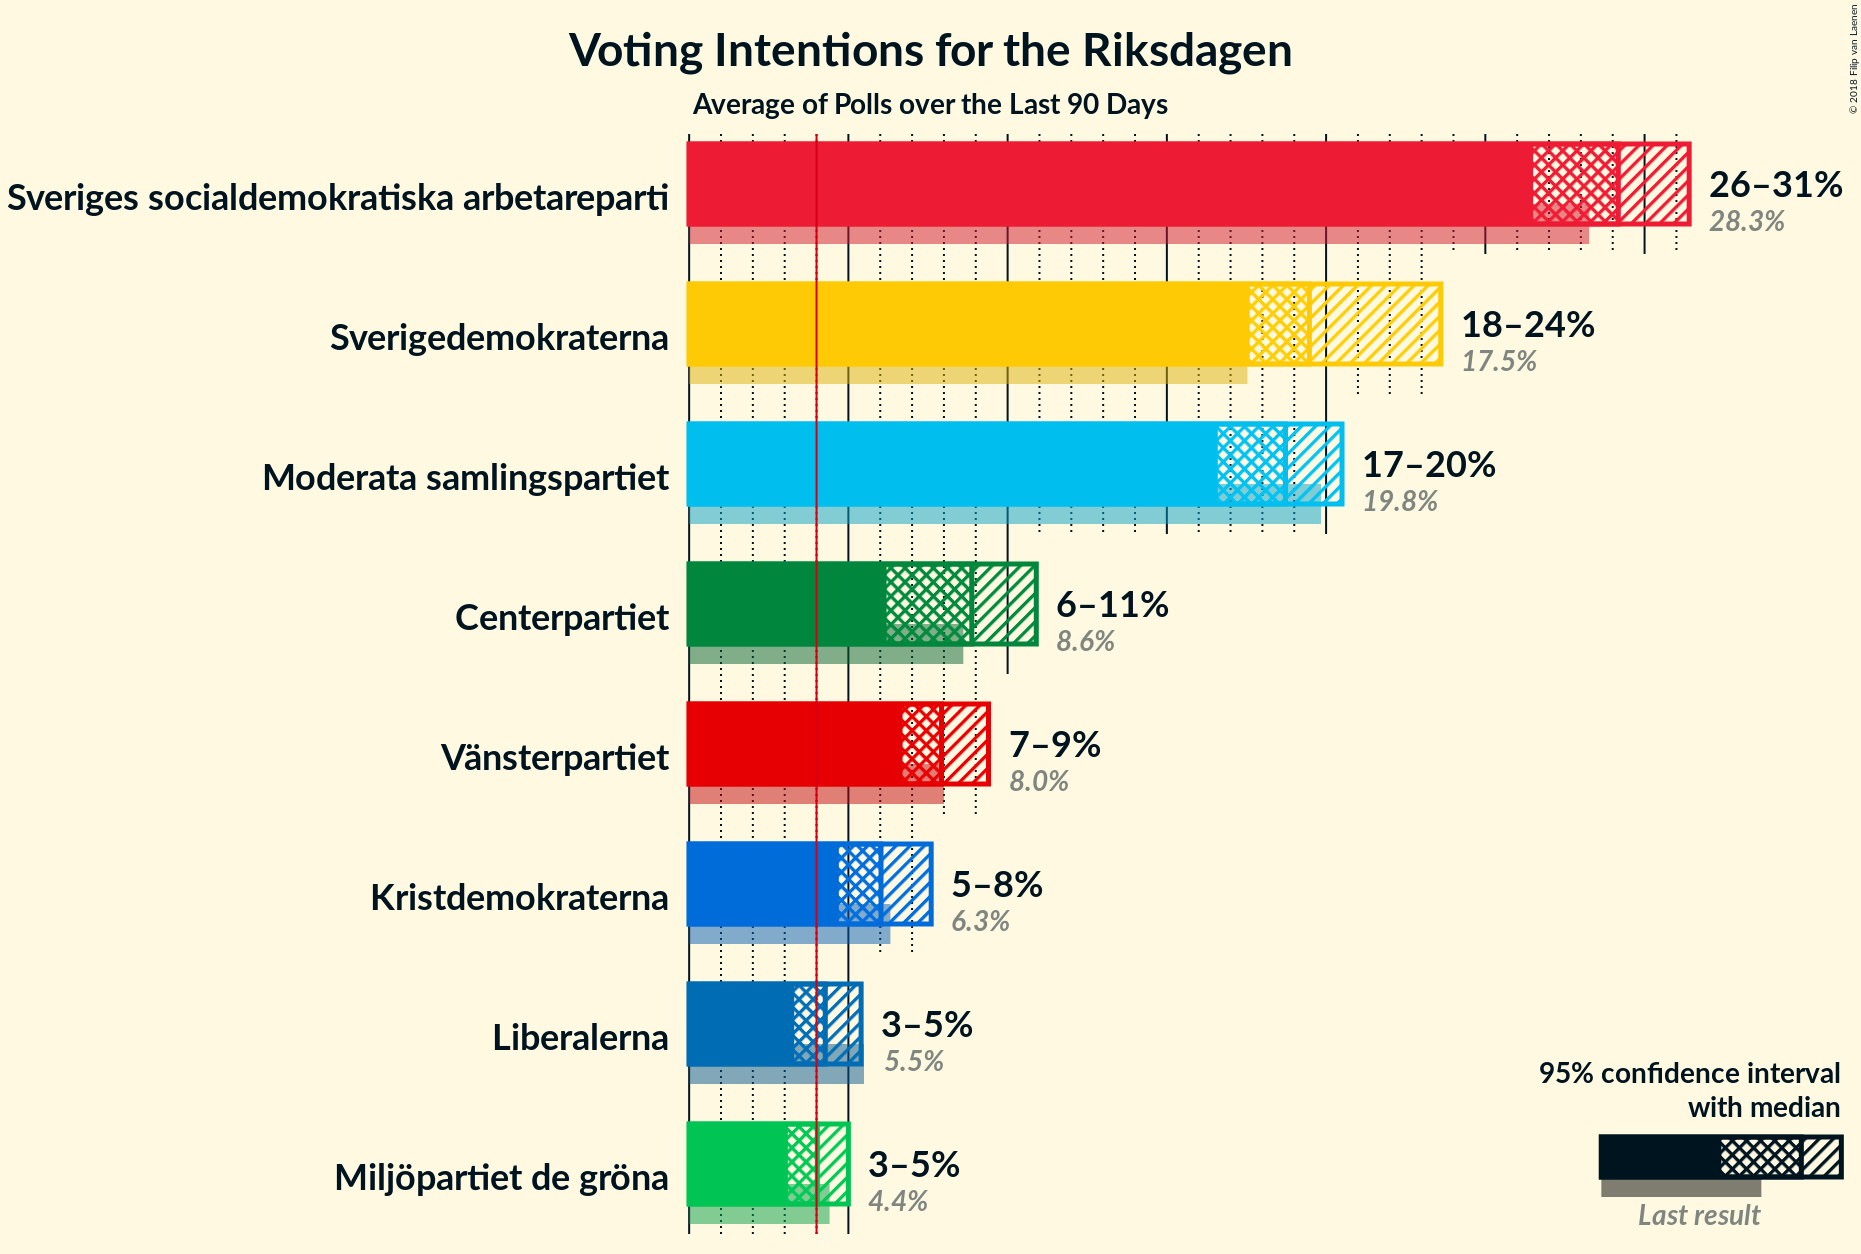 Voting Intentions for the Riksdagen
Average of Polls over the Last 90 Days
© 2018 Filip van Laenen
Sveriges socialdemokratiska arbetareparti
26–31%
28.3%
Sverigedemokraterna
18–24%
17.5%
Moderata samlingspartiet
17–20%
19.8%
Centerpartiet
6–11%
8.6%
Vänsterpartiet
7–9%
8.0%
Kristdemokraterna
5–8%
6.3%
Liberalerna
3–5%
5.5%
Miljöpartiet de gröna
3–5%
4.4%
95% confidence interval
with median
Last result